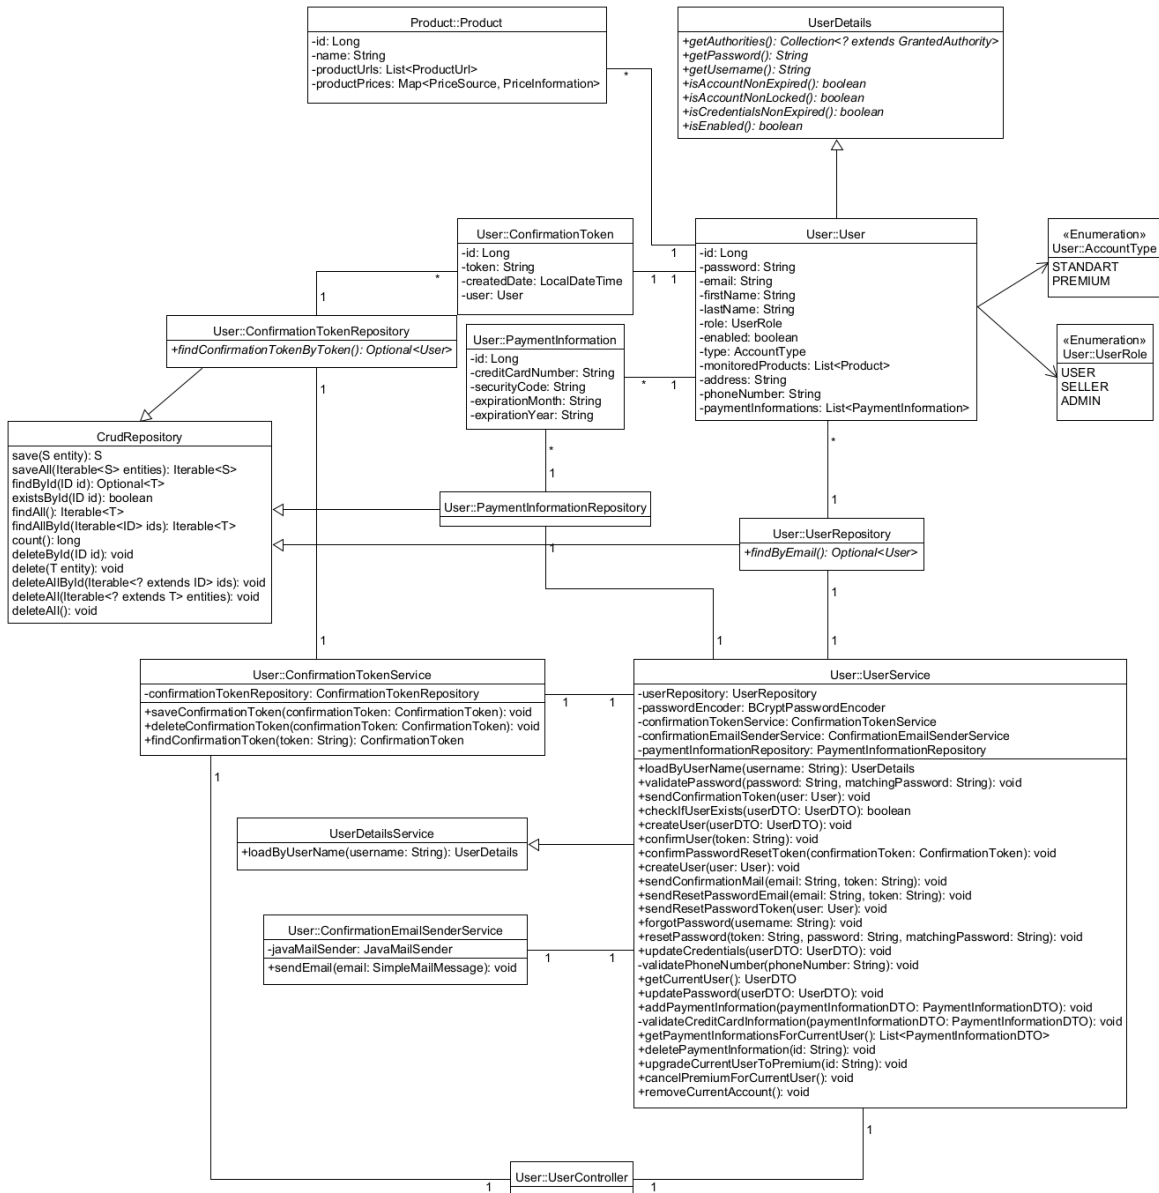 Product::Product
-id: Long
-name: String
-productUrls: List<ProductUrl>
-productPrices: Map<PriceSource, PriceInformation>
*
UserDetails
+getAuthorities(): Collection<? extends GrantedAuthority>
+getPassword(): String
+getUsername(): String
+isAccountNonExpired(): boolean
+isAccountNonLocked(): boolean
+isCredentialsNonExpired(): boolean
+isEnabled(): boolean
User::ConfirmationToken
-id: Long
-token: String
-createdDate: LocalDateTime
-user: User
*
1
1
1
1
User::User
-id: Long
-password: String
-email: String
-firstName: String
-lastName: String
-role: UserRole
-enabled: boolean
-type: AccountType
-monitoredProducts: List<Product>
-address: String
-phoneNumber: String
-paymentInformations: List<PaymentInformation>
«Enumeration»
User::AccountType
STANDART
PREMIUM
«Enumeration»
User::UserRole
USER
SELLER
ADMIN
User::ConfirmationTokenRepository
+findConfirmationTokenByToken(): Optional<User>
1
User::PaymentInformation
-id: Long
-creditCardNumber: String
-securityCode: String
-expirationMonth: String
-expirationYear: String
*
1
*
1
*
1
CrudRepository
save(S entity): S
saveAll(Iterable<S> entities): Iterable<S>
findById(ID id): Optional<T>
existsById(ID id): boolean
findAll(): Iterable<T>
findAllById(Iterable<ID> ids): Iterable<T>
count(): long
deleteById(ID id): void
delete(T entity): void
deleteAllById(Iterable<? extends ID> ids): void
deleteAll(Iterable<? extends T> entities): void
deleteAll(): void
User::PaymentInformationRepository
1
User::UserRepository
+findByEmail(): Optional<User>
1
1
1
1
User::ConfirmationTokenService
-confirmationTokenRepository: ConfirmationTokenRepository
+saveConfirmationToken(confirmationToken: ConfirmationToken): void
+deleteConfirmationToken(confirmationToken: ConfirmationToken): void
+findConfirmationToken(token: String): ConfirmationToken
1
1
1
UserDetailsService
+loadByUserName(username: String): UserDetails
User::ConfirmationEmailSenderService
-javaMailSender: JavaMailSender
+sendEmail(email: SimpleMailMessage): void
1
1
User::UserService
-userRepository: UserRepository
-passwordEncoder: BCryptPasswordEncoder
-confirmationTokenService: ConfirmationTokenService
-confirmationEmailSenderService: ConfirmationEmailSenderService
-paymentInformationRepository: PaymentInformationRepository
+loadByUserName(username: String): UserDetails
+validatePassword(password: String, matchingPassword: String): void
+sendConfirmationToken(user: User): void
+checkIfUserExists(userDTO: UserDTO): boolean
+createUser(userDTO: UserDTO): void
+confirmUser(token: String): void
+confirmPasswordResetToken(confirmationToken: ConfirmationToken): void
+createUser(user: User): void
+sendConfirmationMail(email: String, token: String): void
+sendResetPasswordEmail(email: String, token: String): void
+sendResetPasswordToken(user: User): void
+forgotPassword(username: String): void
+resetPassword(token: String, password: String, matchingPassword: String): void
+updateCredentials(userDTO: UserDTO): void
-validatePhoneNumber(phoneNumber: String): void
+getCurrentUser(): UserDTO
+updatePassword(userDTO: UserDTO): void
+addPaymentInformation(paymentInformationDTO: PaymentInformationDTO): void
-validateCreditCardInformation(paymentInformationDTO: PaymentInformationDTO): void
+getPaymentInformationsForCurrentUser(): List<PaymentInformationDTO>
+deletePaymentInformation(id: String): void
+upgradeCurrentUserToPremium(id: String): void
+cancelPremiumForCurrentUser(): void
+removeCurrentAccount(): void
1
User::UserController
1
1